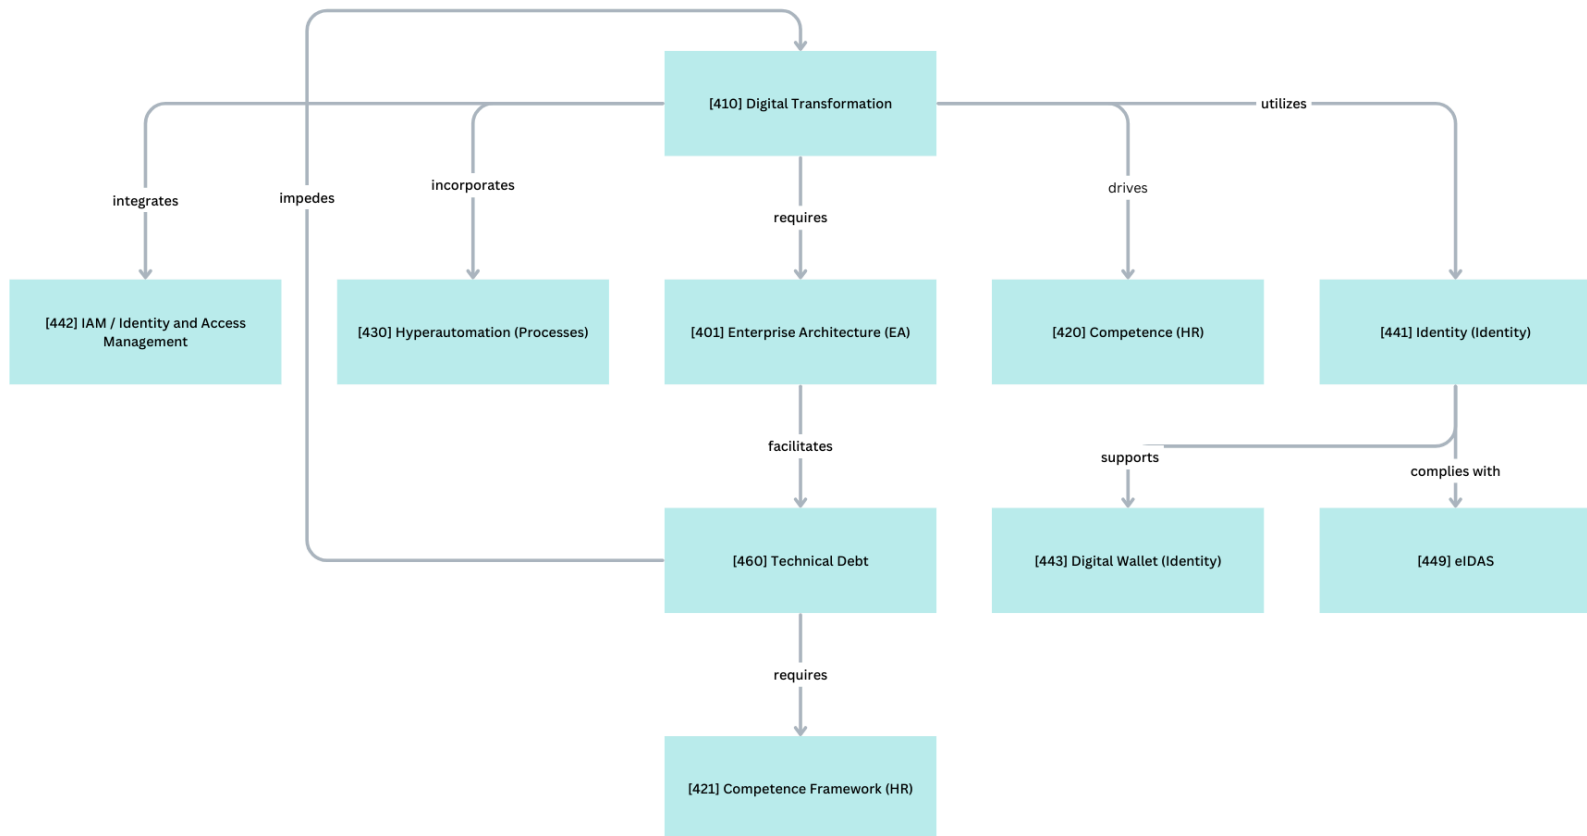 [410] Digital Transformation
utilizes
integrates
impedes
incorporates
requires
drives
[442] IAM / Identity and Access
Management
[430] Hyperautomation (Processes)
[401] Enterprise Architecture (EA)
[420] Competence (HR)
[441] Identity (Identity)
facilitates
supports
complies with
[460] Technical Debt
[443] Digital Wallet (Identity)
[449] eIDAS
requires
[421] Competence Framework (HR)